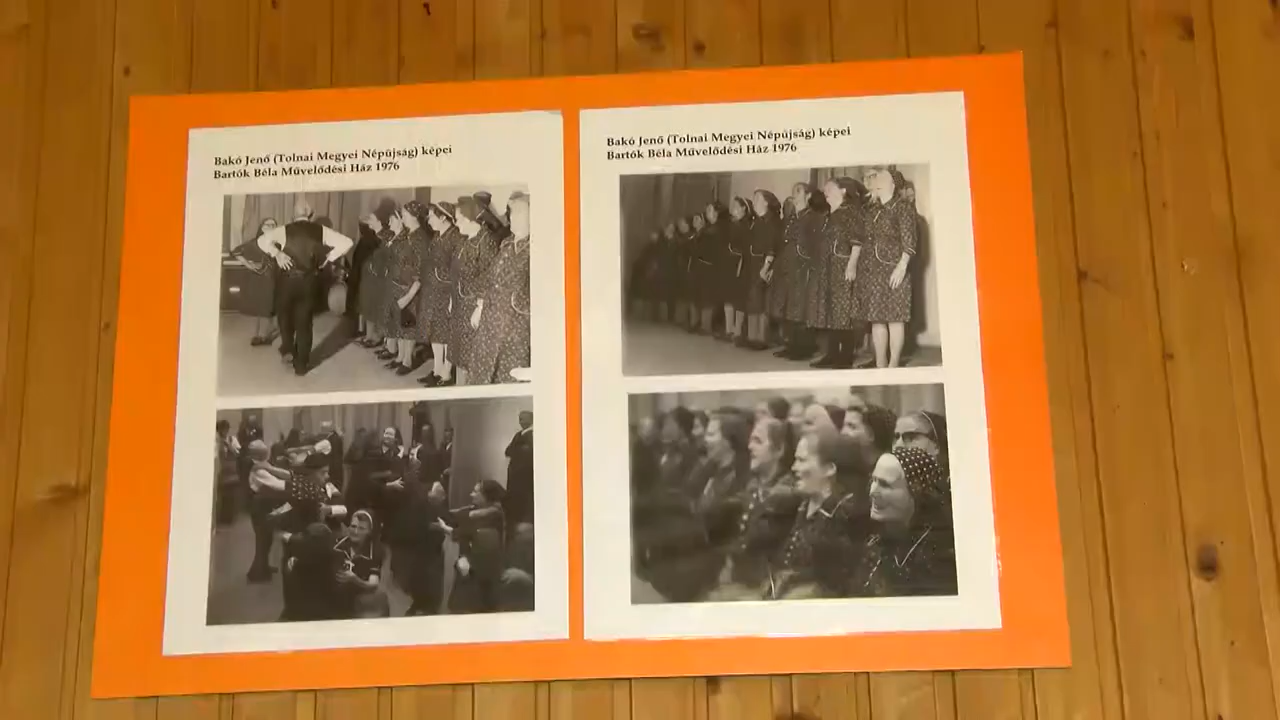 Bakó Jenő (Tolnai Megyei Népújság) képei
Bartók Béla Művelődési Ház 1976
Bakó Jenő (Tolnai Megyei Népújság) képei
Bartók Béla Művelődési Ház 1976